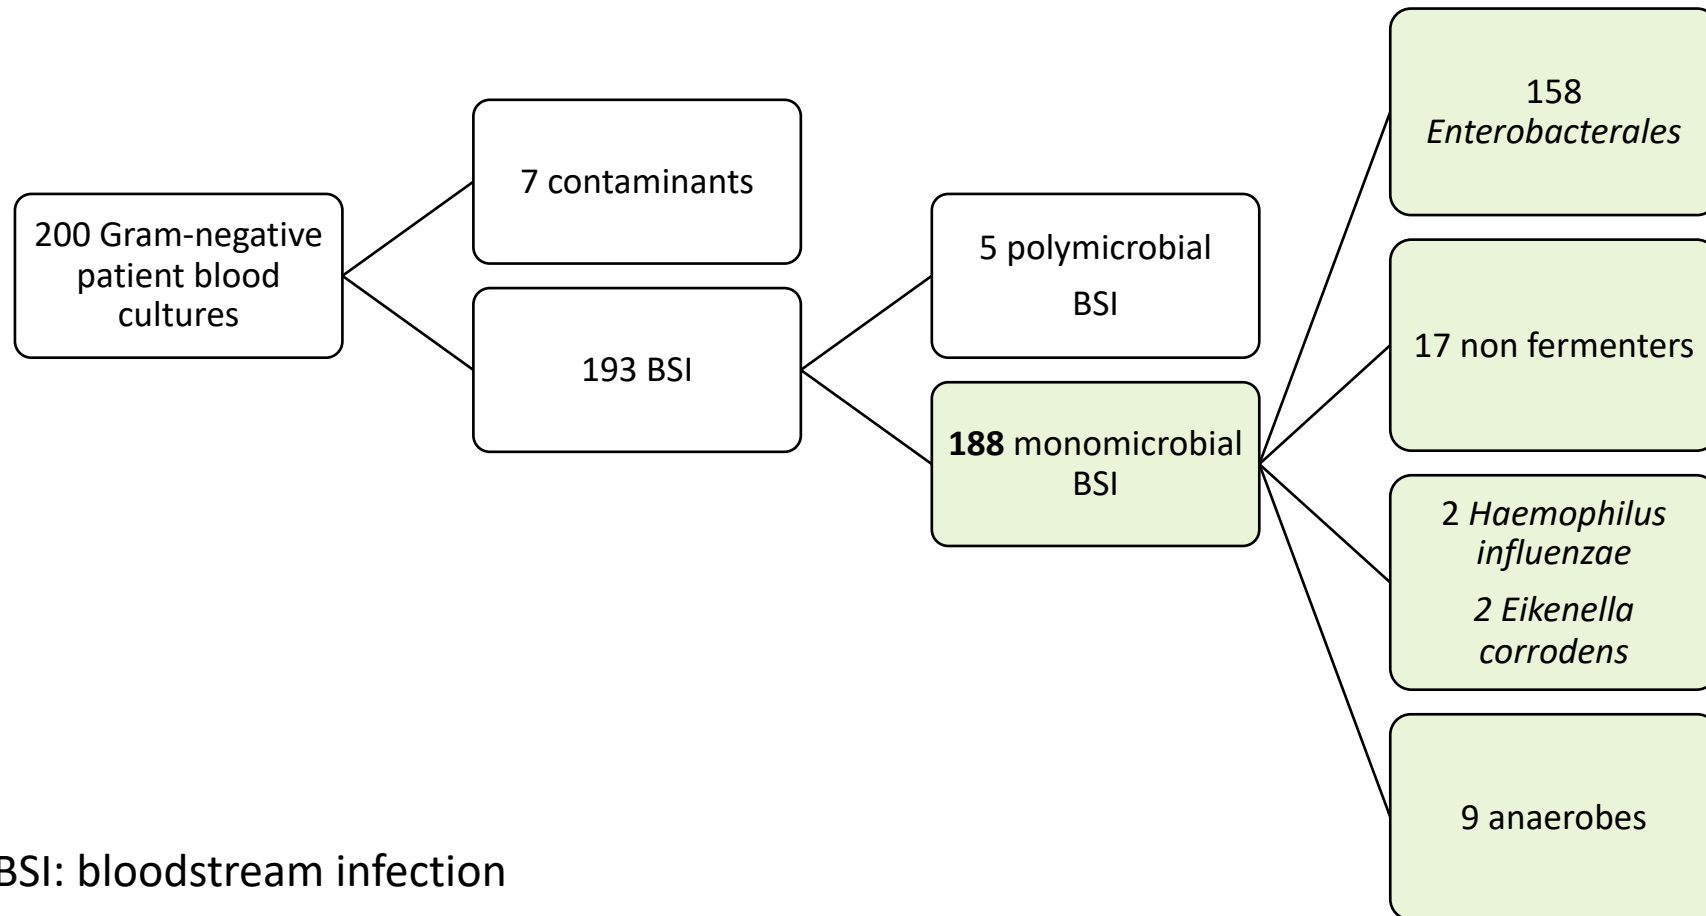 200 Gram-negative
patient blood
cultures
7 contaminants
193 BSI
5 polymicrobial
BSI
188 monomicrobial
BSI
158
Enterobacterales
17 non fermenters
2 Haemophilus
influenzae
2 Eikenella
corrodens
9 anaerobes
BSI: bloodstream infection